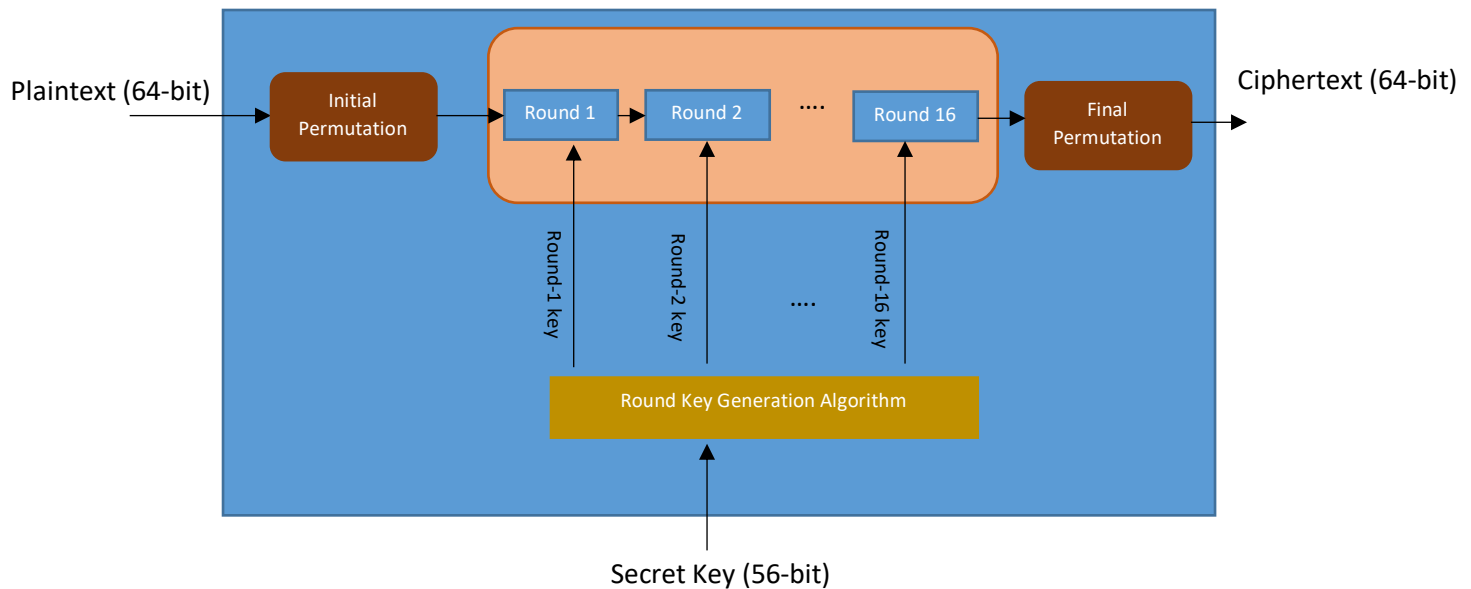 Plaintext (64-bit)
Initial
Permutation
Round 1
Round 2
....
Round 16
Final
Permutation
Ciphertext (64-bit)
Round-1 key
Round-2 key
....
Round-16 key
Round Key Generation Algorithm
Secret Key (56-bit)